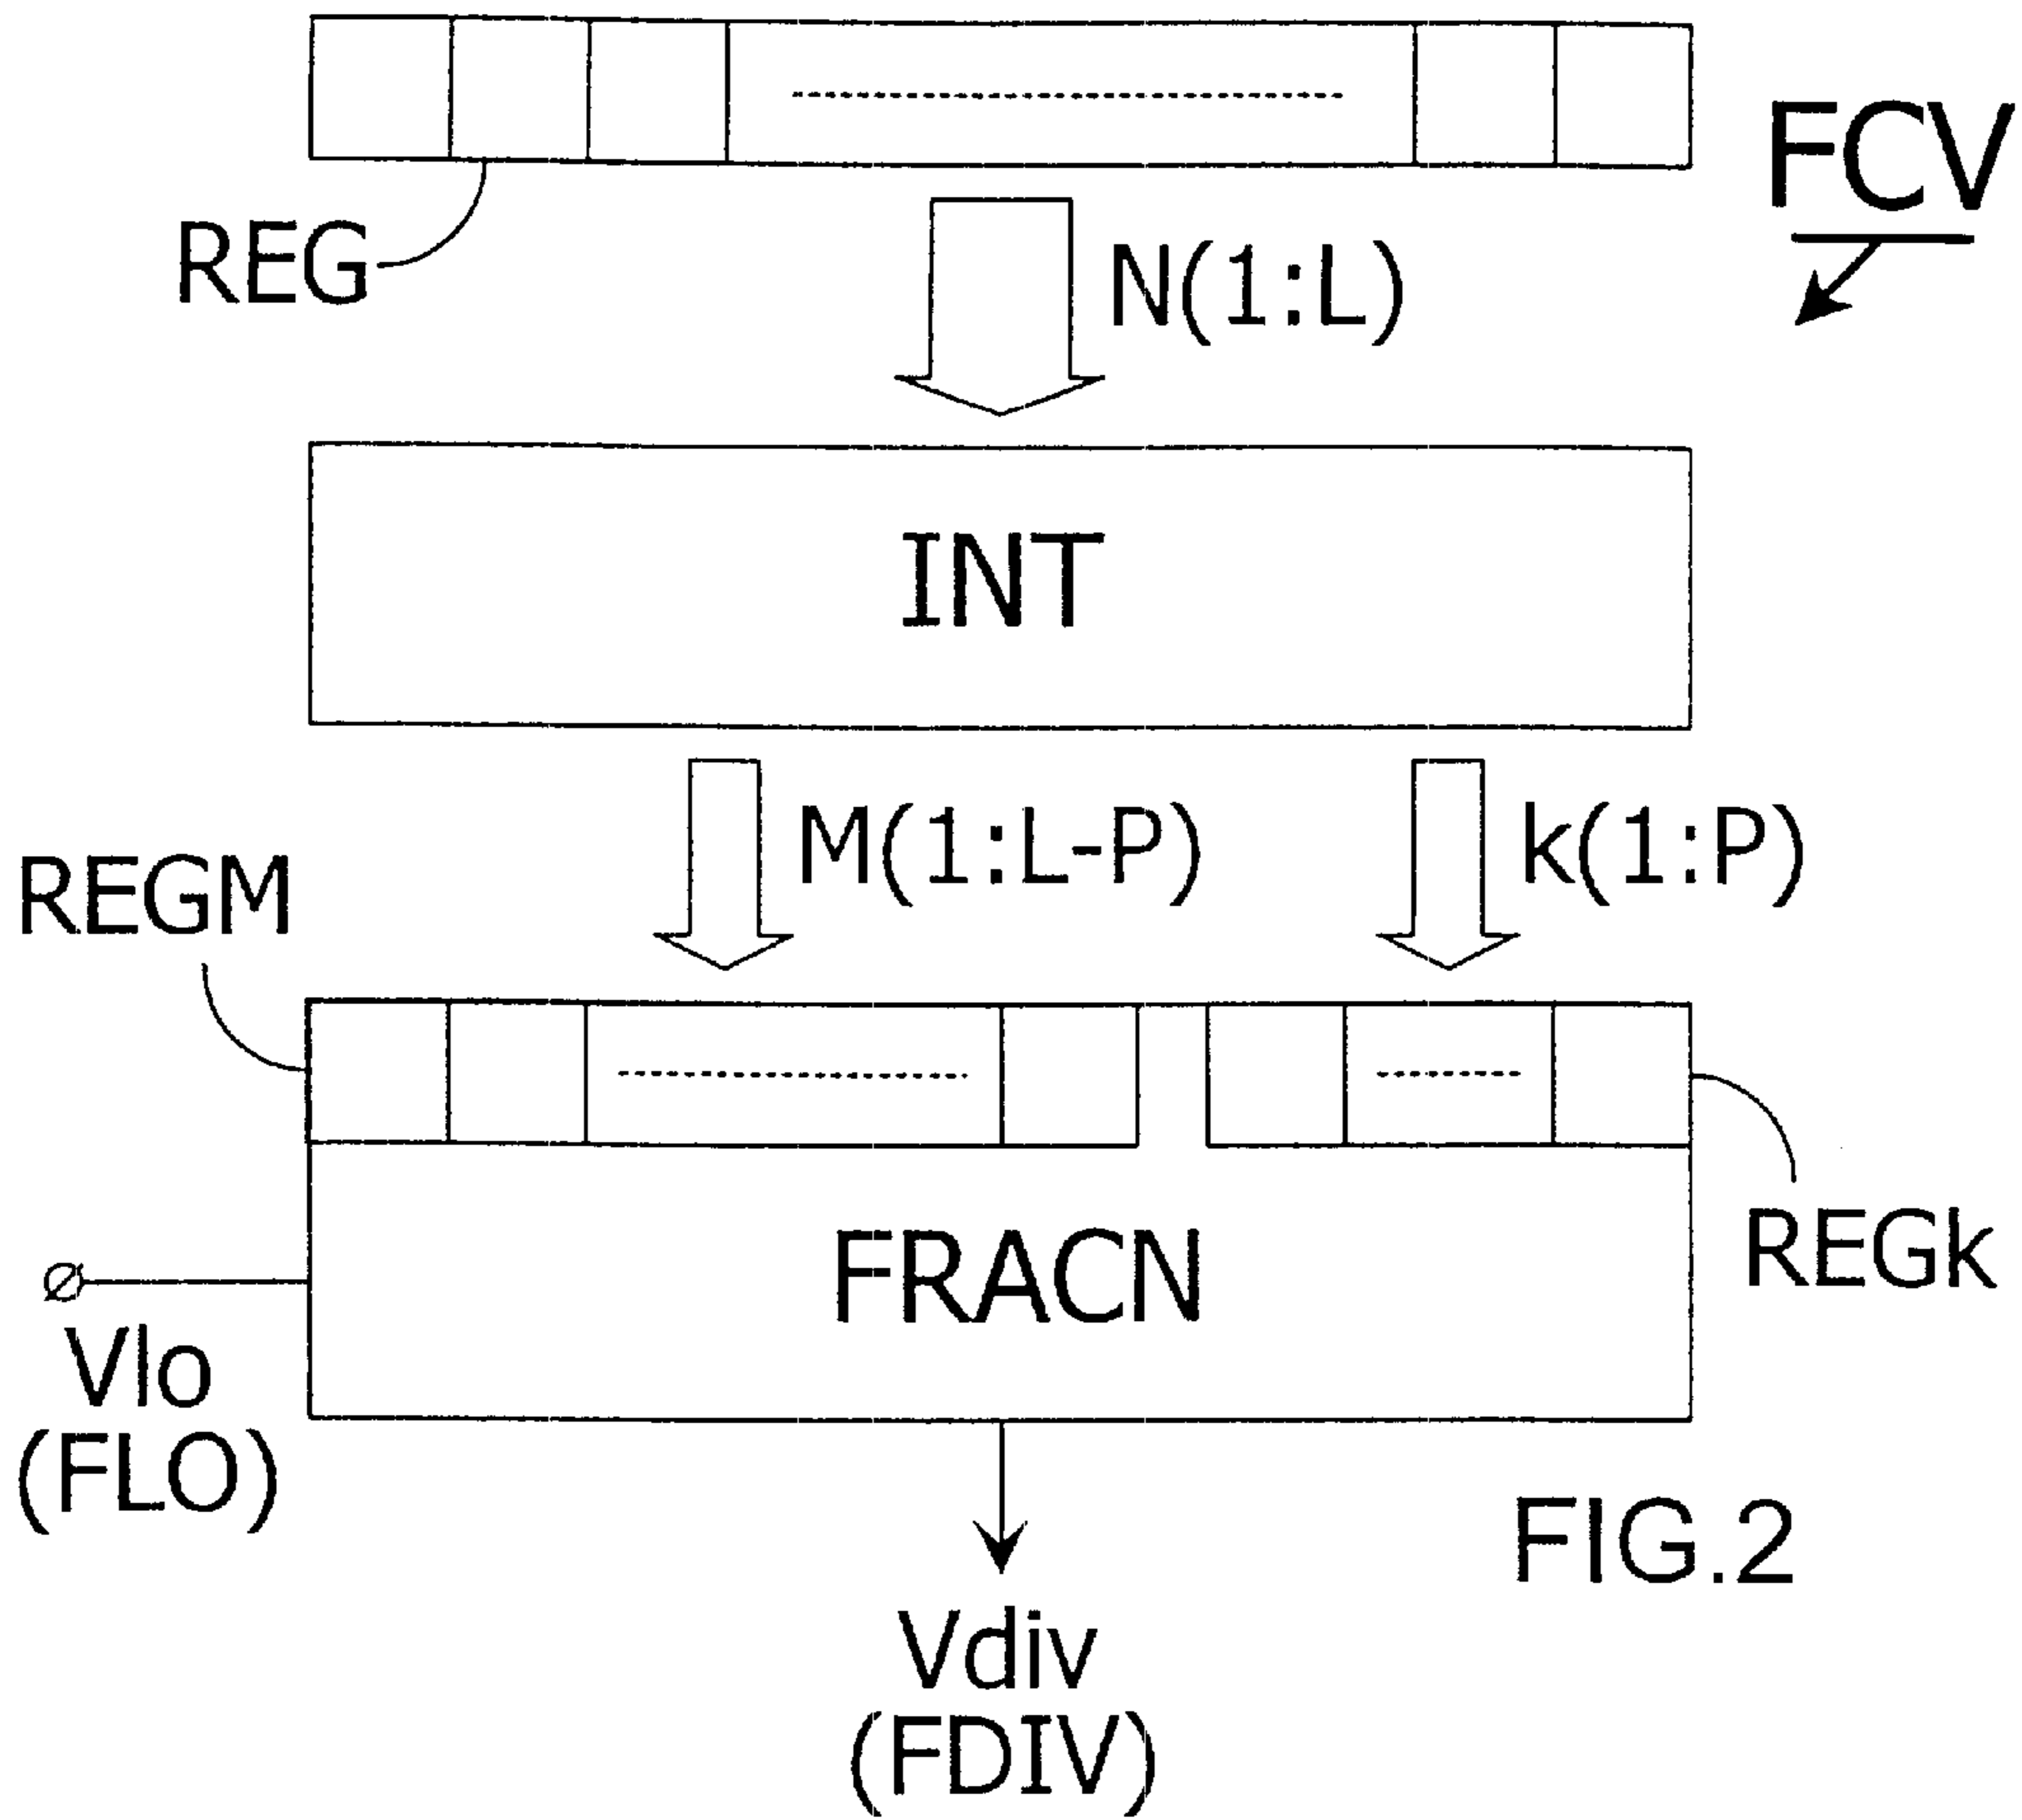 FCV
REG
N(1:L)
INT
M(1:L-P)
k(1:P)
REGM
FRACN
REGk
Vlo
(FLO)
FIG.2
Vdiv
(FDIV)